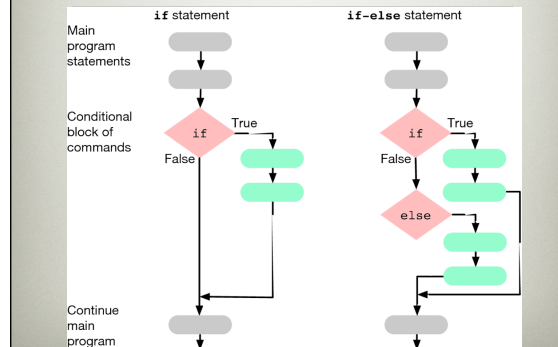 if statement
if-else statement
Main
program
statements
Conditional
block of
commands
if
True
False
if
True
False
else
Continue
main
program